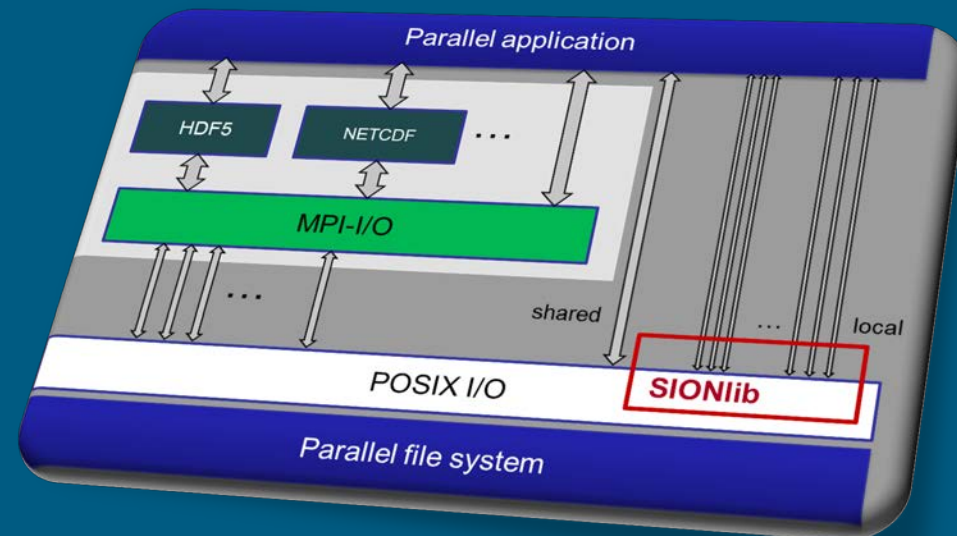 Parallel application
HDF5
NETCDF
...
MPI-I/O
...
shared
...
local
POSIX I/O
SIONlib
Parallel file system